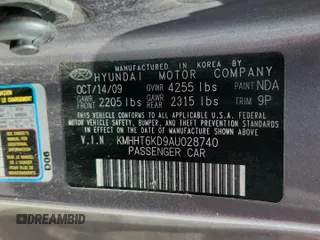 MANUFACTURED IN KOREA BY
HYUNDAI MOTOR COMPANY
OCT/14/09 GVWR 4255 lbs PAINT NDA
GAWR FRONT 2205 lbs GAWR REAR 2315 lbs TRIM 9P
THIS VEHICLE CONFORMS TO ALL APPLICABLE U.S. FEDERAL
MOTOR VEHICLE SAFETY, BUMPER, AND THEFT PREVENTION
STANDARDS IN EFFECT ON THE DATE OF MANUFACTURE SHOWN ABOVE.
V.I.N. KMHHT6KD9AU028740
PASSENGER CAR
D06
DREAMBID